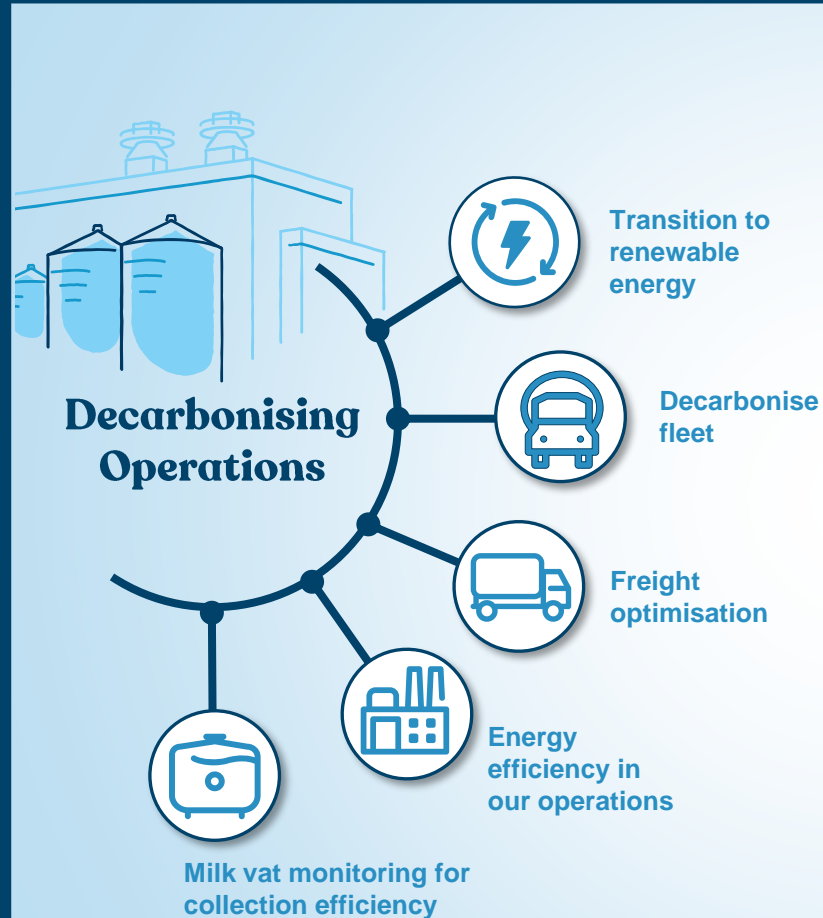 Transition to
renewable
energy
Decarbonise
fleet
Decarbonising
Operations
Freight
optimisation
Energy
efficiency in
our operations
Milk vat monitoring for
collection efficiency